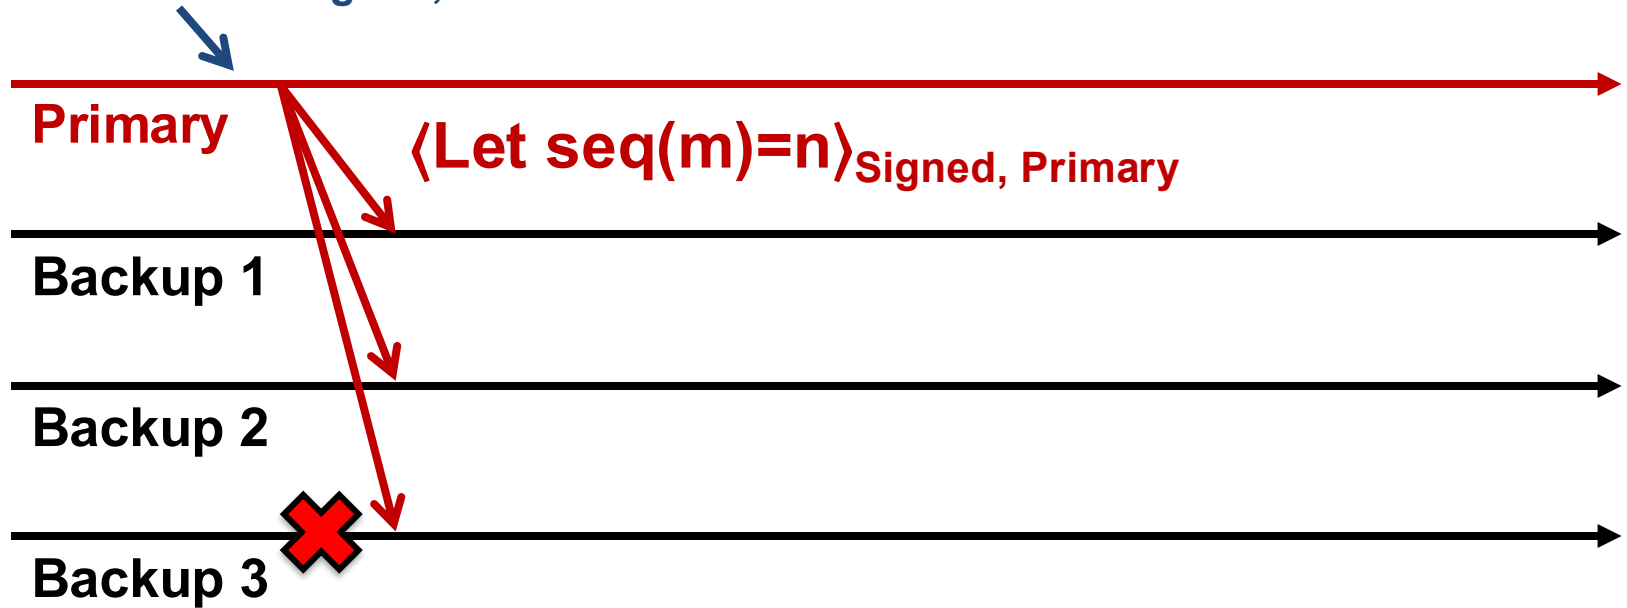 Primary
⟨Let seq(m)=n⟩Signed, Primary
Backup 1
Backup 2
Backup 3